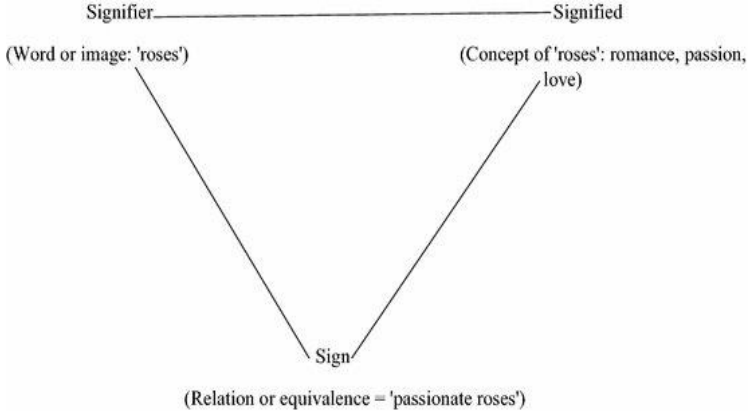 Signifier Signified
(Word or image: 'roses') (Concept of 'roses': romance, passion,
love)
Sign
(Relation or equivalence = 'passionate roses')